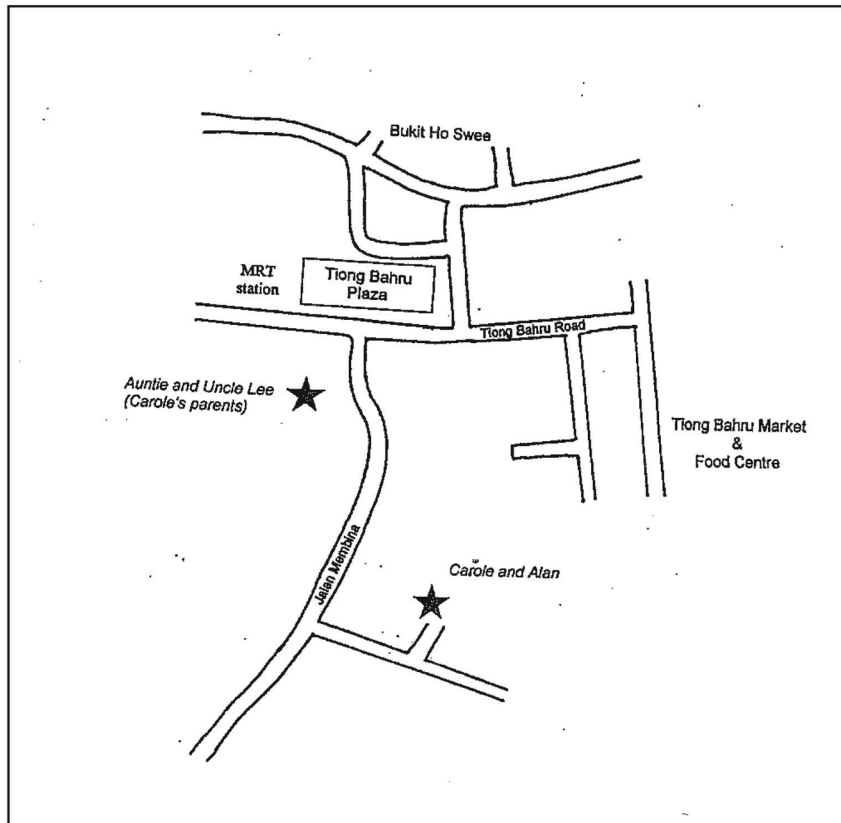 Bukit Ho Swee
MRT
station
Tiong Bahru
Plaza
Tiong Bahru Road
Auntie and Uncle Lee
(Carole's parents)
Tiong Bahru Market
&
Food Centre
Jalan Membina
Carole and Alan